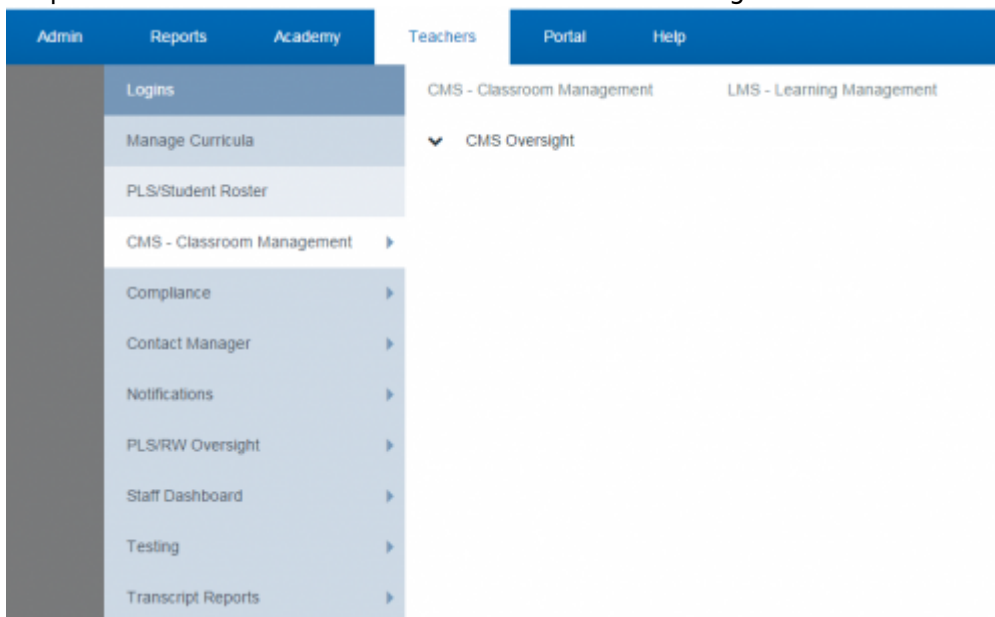 Admin Reports Academy Teachers Portal Help
Logins
Manage Curricula
PLS/Student Roster
CMS - Classroom Management
Compliance
Contact Manager
Notifications
PLS/RW Oversight
Staff Dashboard
Testing
Transcript Reports
CMS - Classroom Management LMS - Learning Management
CMS Oversight